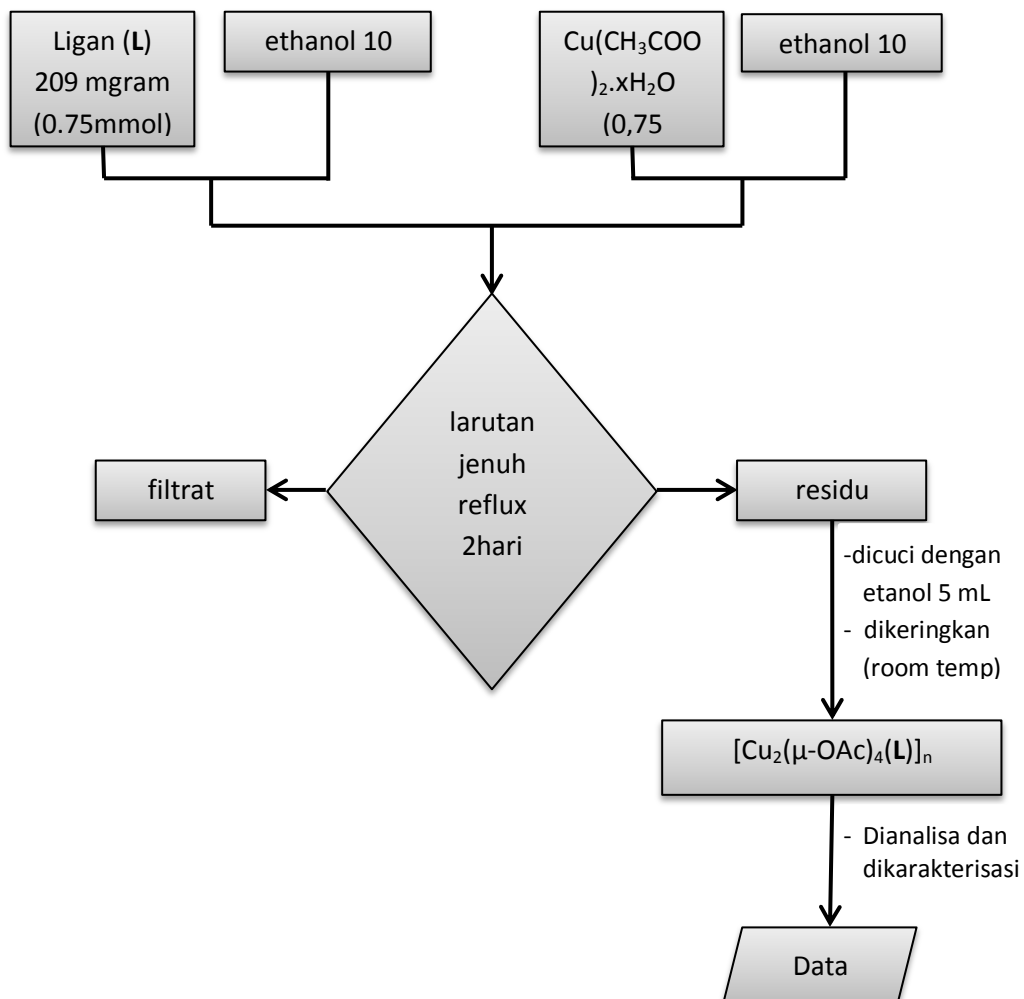 Ligan (L)
209 mgram
(0.75mmol)
ethanol 10
Cu(CH₃COO
)₂.xH₂O
(0,75
ethanol 10
larutan
jenuh
reflux
2hari
filtrat
residu
-dicuci dengan
etanol 5 mL
- dikeringkan
(room temp)
[Cu₂(μ-OAc)₄(L)]ₙ
- Dianalisa dan
dikarakterisasi
Data